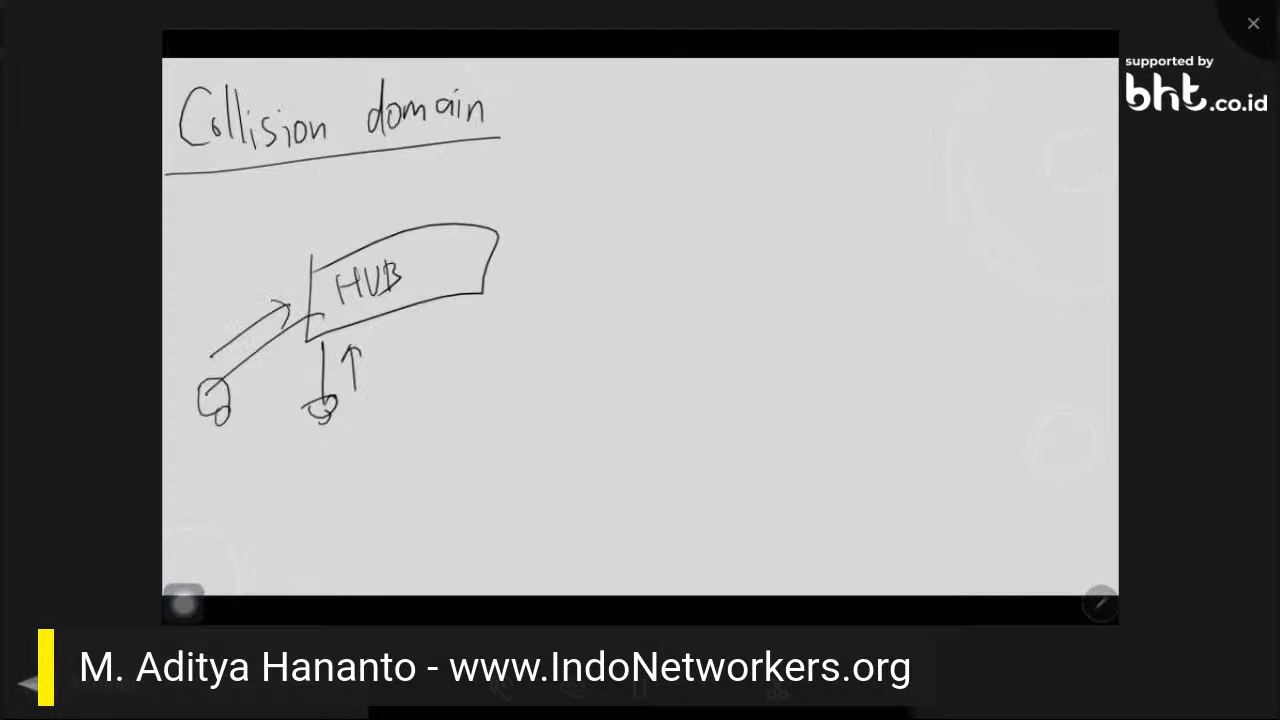 Collision domain
supported by
bht.co.id
HUB
M. Aditya Hananto - www.IndoNetworkers.org